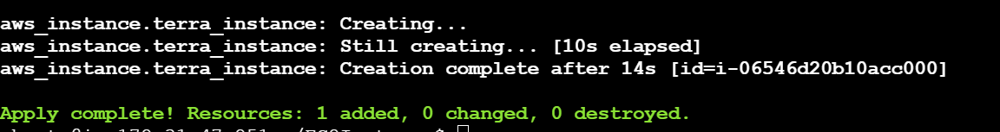 aws_instance.terra_instance: Creating...
aws_instance.terra_instance: Still creating... [10s elapsed]
aws_instance.terra_instance: Creation complete after 14s [id=i-06546d20b10acc000]
Apply complete! Resources: 1 added, 0 changed, 0 destroyed.